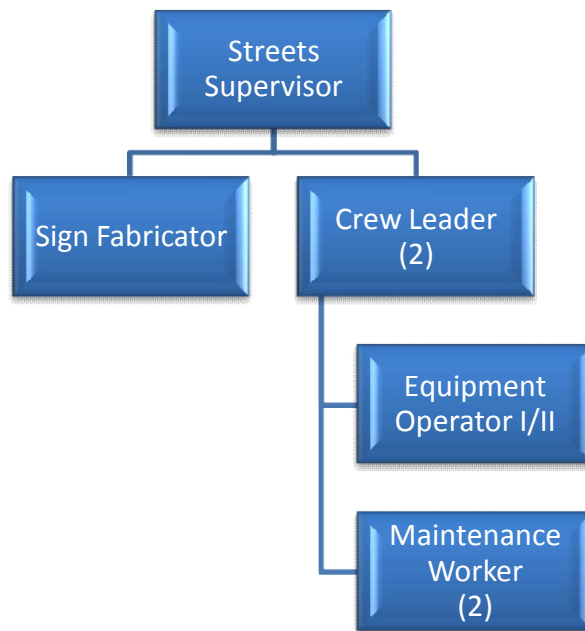 Streets
Supervisor
Sign Fabricator
Crew Leader
(2)
Equipment
Operator I/II
Maintenance
Worker
(2)